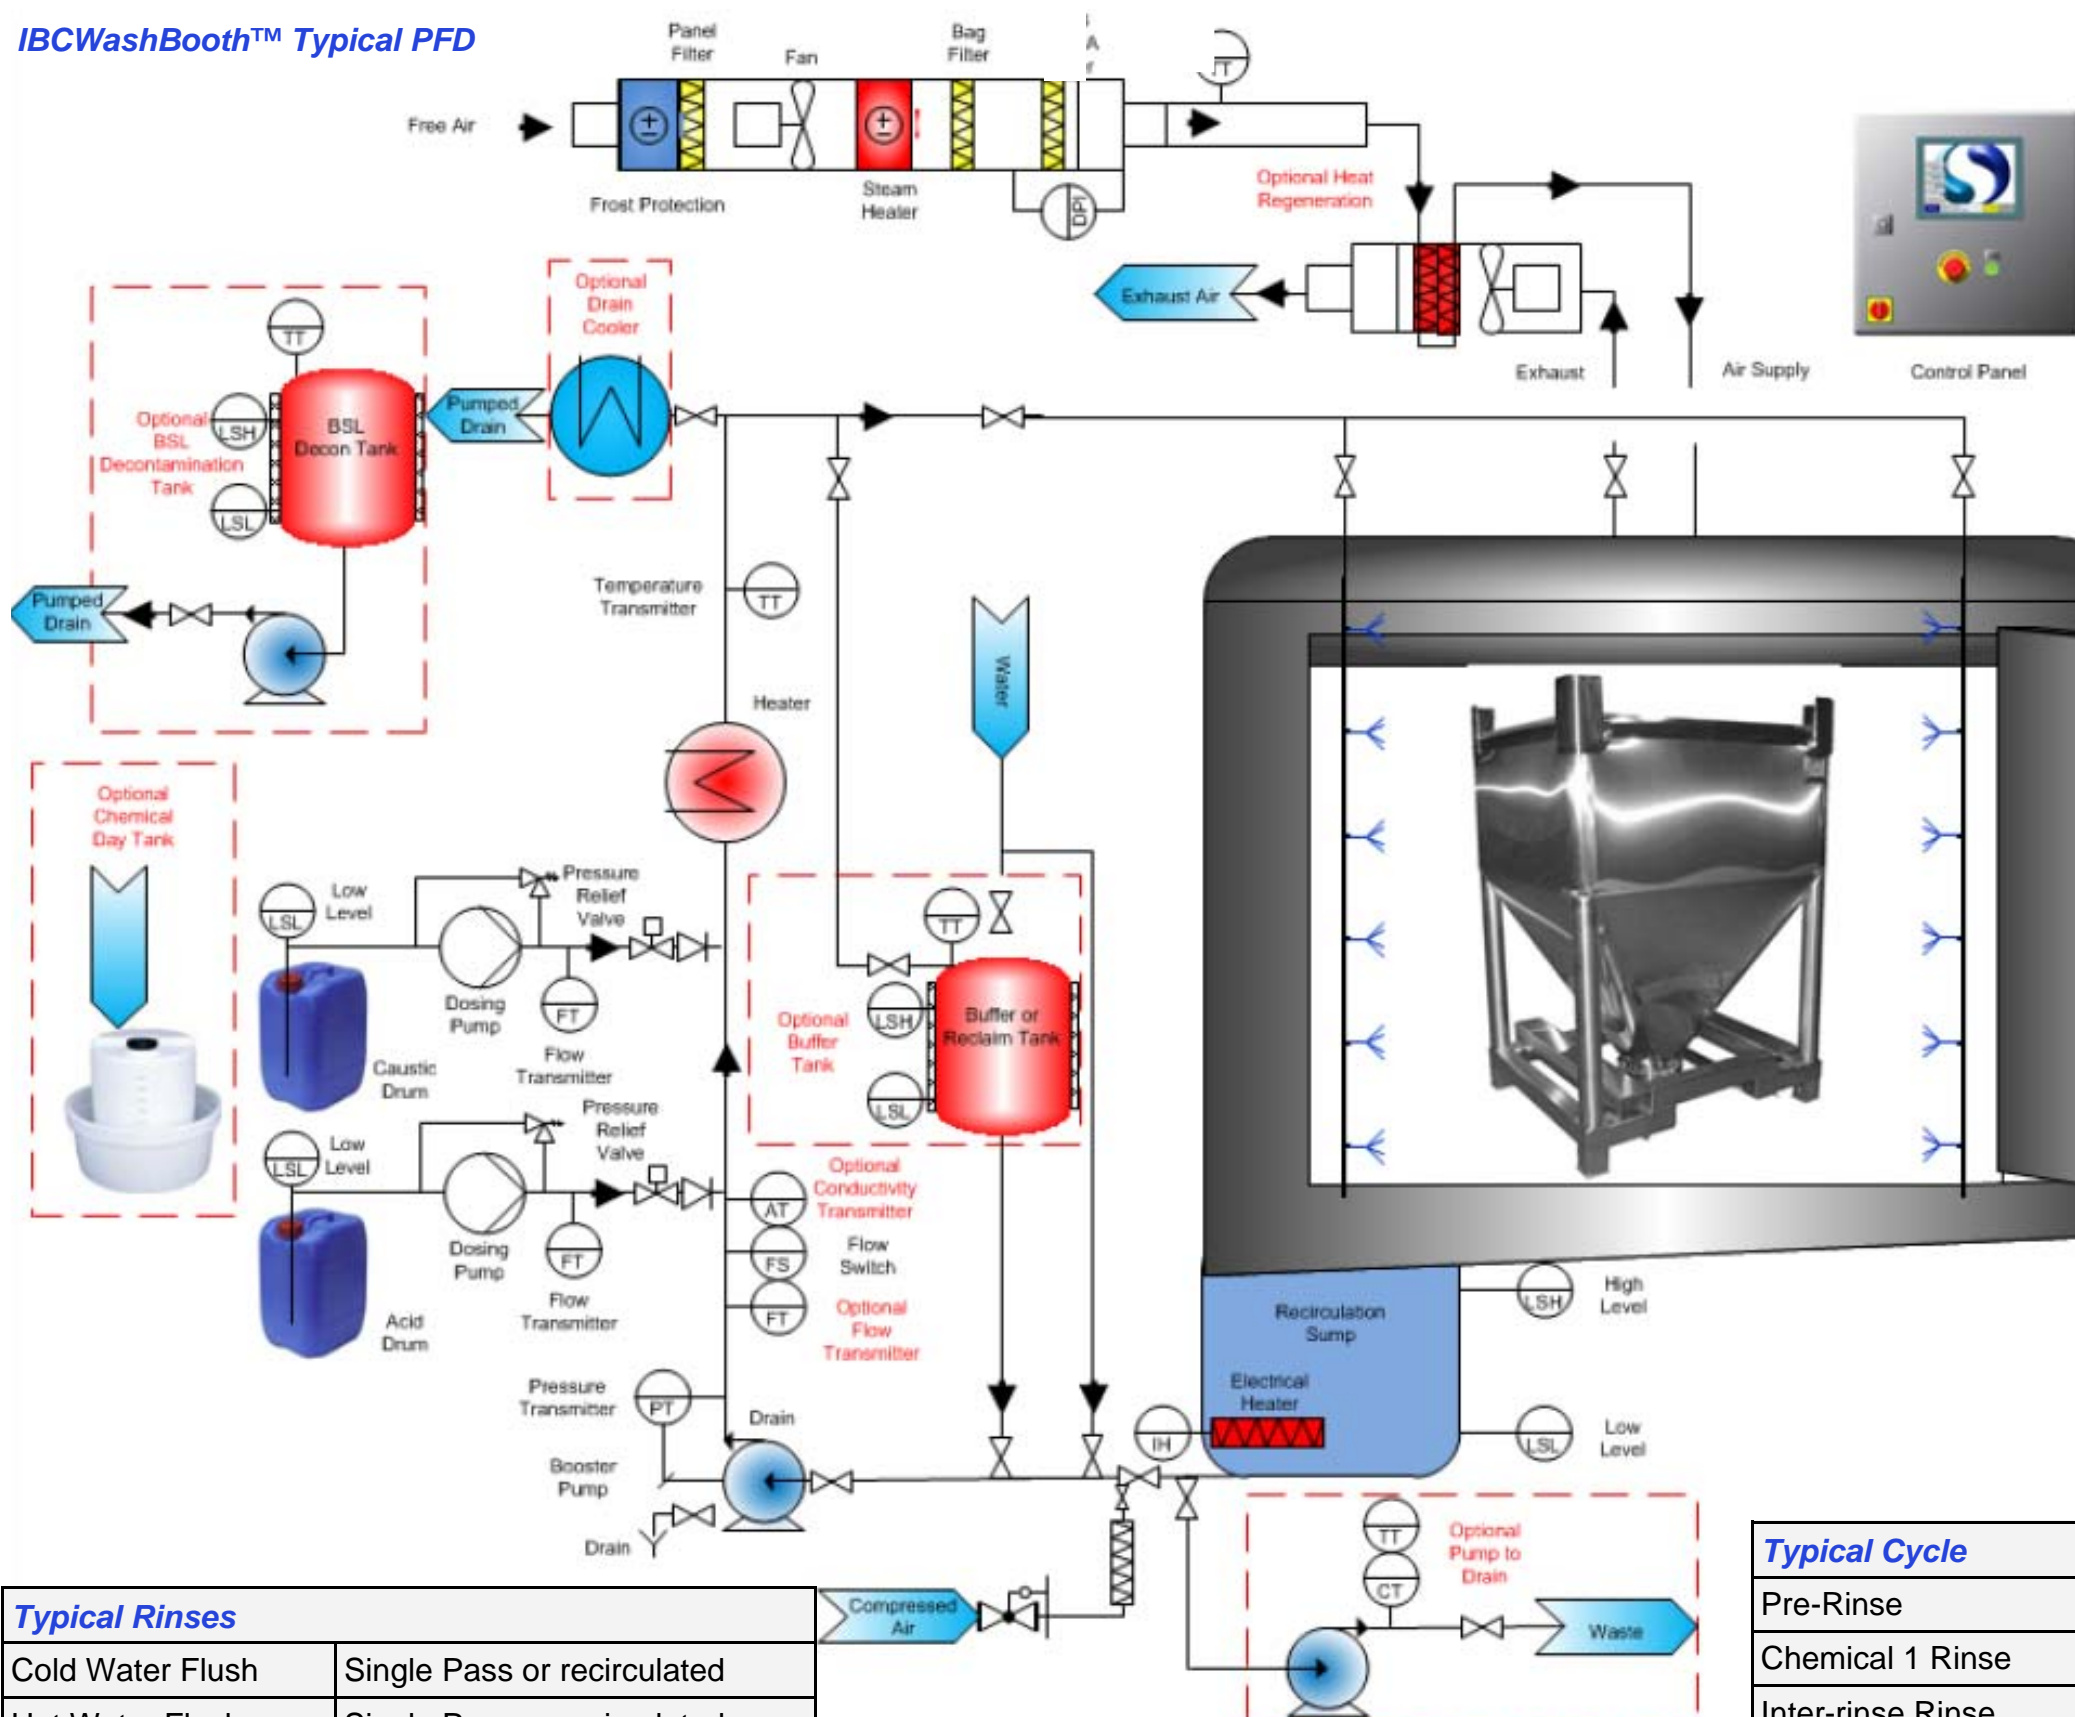 IBCWashBooth™ Typical PFD
Panel
Filter
Fan
Bag
Filter
TT
Free Air
Frost Protection
Steam
Heater
DPI
Optional Heat
Regeneration
Exhaust Air
Exhaust
Air Supply
Control Panel
Optional
Drain
Cooler
TT
Optional
BSL
Decontamination
Tank
LSH
LSL
BSL
Decon Tank
Pumped
Drain
Pumped
Drain
Temperature
Transmitter
TT
Water
Heater
Optional
Chemical
Day Tank
LSL
Low
Level
Pressure
Relief
Valve
Dosing
Pump
FT
Flow
Transmitter
Caustic
Drum
LSL
Low
Level
Pressure
Relief
Valve
Dosing
Pump
FT
Flow
Transmitter
Acid
Drum
TT
Optional
Buffer
Tank
LSH
LSL
Buffer or
Reclaim Tank
AT
Optional
Conductivity
Transmitter
FS
Flow
Switch
FT
Optional
Flow
Transmitter
Pressure
Transmitter
PT
Drain
Booster
Pump
Drain
Recirculation
Sump
Electrical
Heater
IH
LSH
High
Level
LSL
Low
Level
TT
CT
Optional
Pump to
Drain
Waste
Compressed
Air
Typical Rinses
Cold Water Flush
Single Pass or recirculated
Typical Cycle
Pre-Rinse
Chemical 1 Rinse
Inter-rinse Rinse